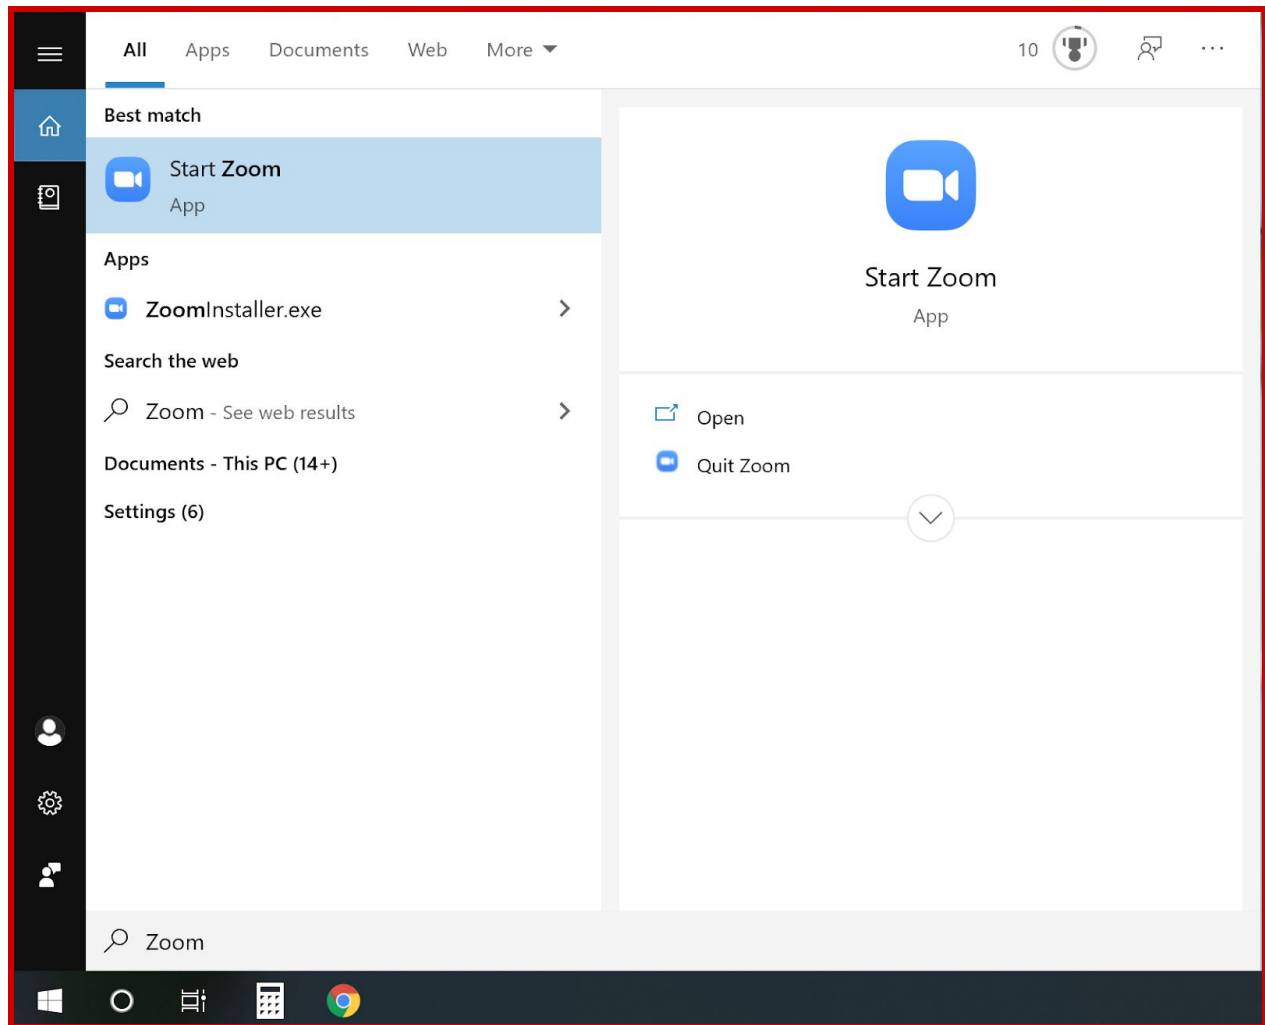 All Apps Documents Web More 10
Best match
Start Zoom
App
Apps
ZoomInstaller.exe
Search the web
Zoom - See web results
Documents - This PC (14+)
Settings (6)
Start Zoom
App
Open
Quit Zoom
Zoom